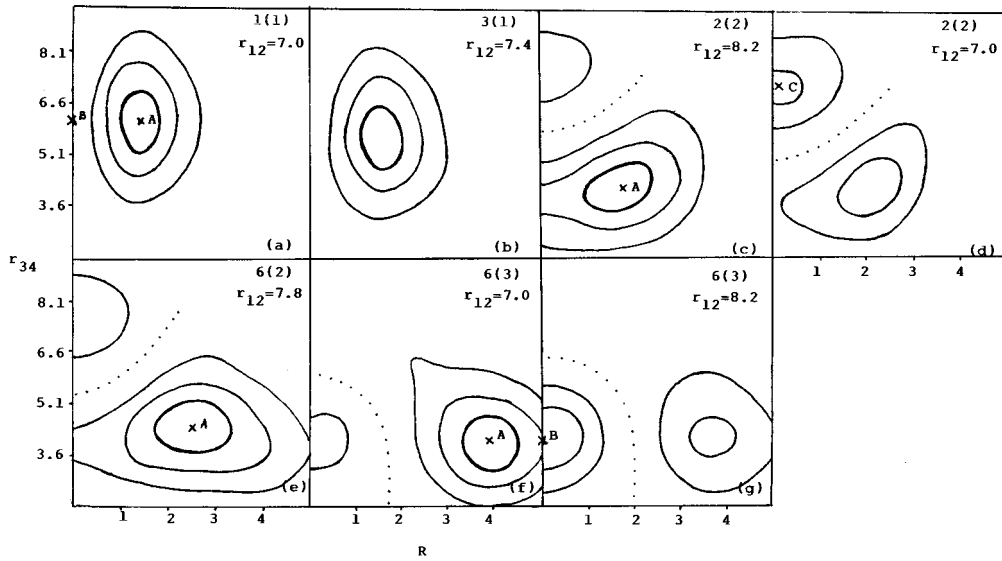 1(1)
r12=7.0
3(1)
r12=7.4
2(2)
r12=8.2
2(2)
r12=7.0
8.1
6.6
5.1
3.6
B
A
A
C
(a)
(b)
(c)
(d)
r34
1 2 3 4
6(2)
r12=7.8
6(3)
r12=7.0
6(3)
r12=8.2
8.1
6.6
5.1
3.6
A
A
B
(e)
(f)
(g)
1 2 3 4
1 2 3 4
1 2 3 4
R